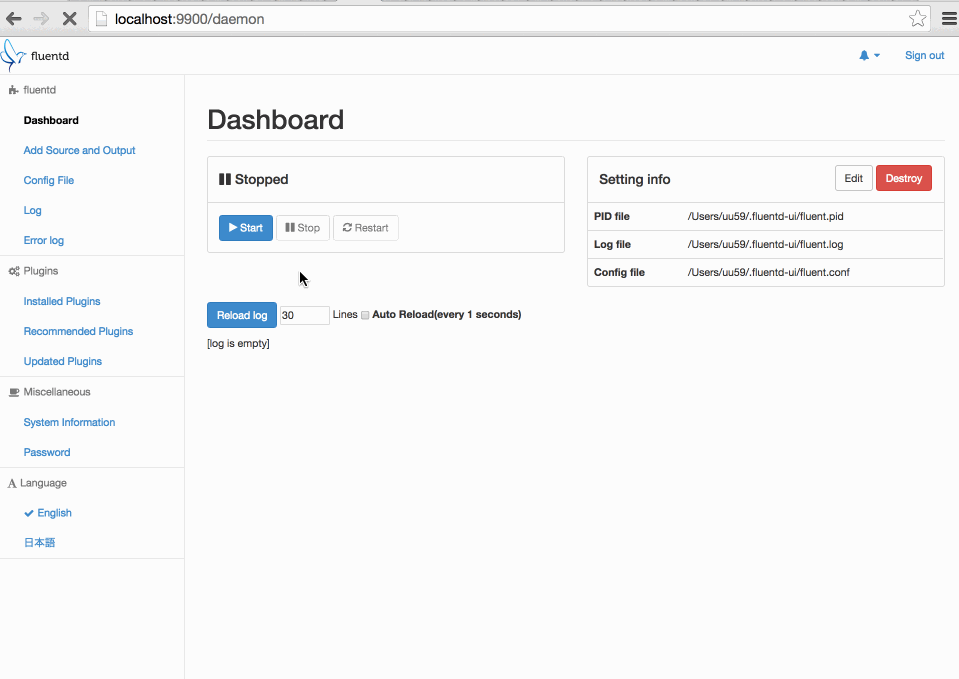 localhost:9900/daemon
fluentd
Sign out
fluentd
Dashboard
Add Source and Output
Config File
Log
Error log
Plugins
Installed Plugins
Recommended Plugins
Updated Plugins
Miscellaneous
System Information
Password
Language
English
日本語
Dashboard
Stopped
Start Stop Restart
Setting info Edit Destroy
PID file /Users/uu59/.fluentd-ui/fluent.pid
Log file /Users/uu59/.fluentd-ui/fluent.log
Config file /Users/uu59/.fluentd-ui/fluent.conf
Reload log 30 Lines Auto Reload(every 1 seconds)
[log is empty]